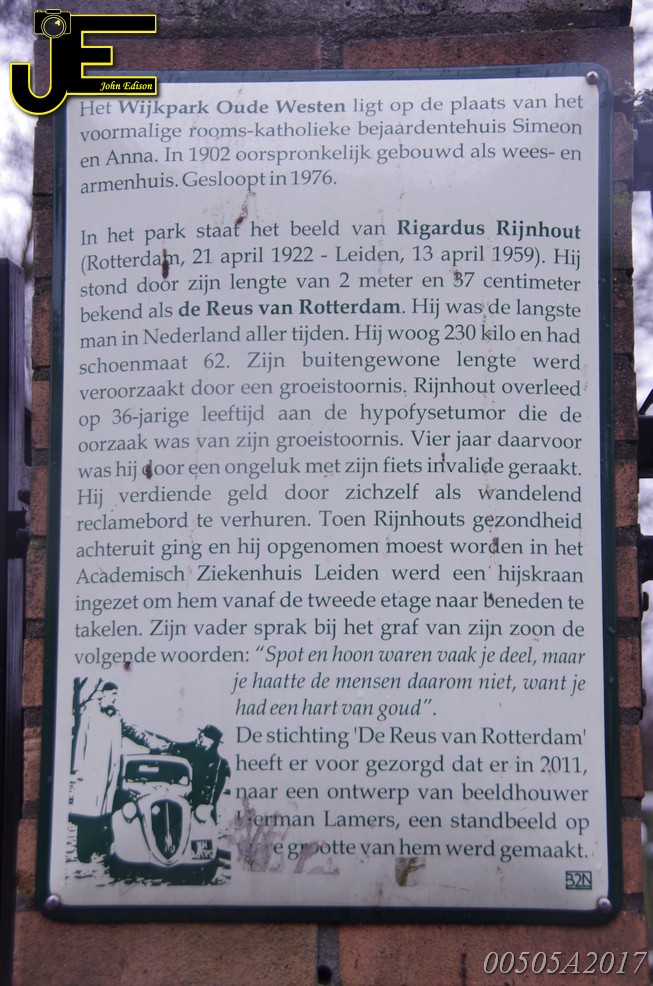 JE
John Edison
Het Wijkpark Oude Westen ligt op de plaats van het
voormalige rooms-katholieke bejaardentehuis Simeon
en Anna. In 1902 oorspronkelijk gebouwd als wees- en
armenhuis. Gesloopt in 1976.
In het park staat het beeld van Rigardus Rijnhout
(Rotterdam, 21 april 1922 - Leiden, 13 april 1959). Hij
stond door zijn lengte van 2 meter en 37 centimeter
bekend als de Reus van Rotterdam. Hij was de langste
man in Nederland aller tijden. Hij woog 230 kilo en had
schoenmaat 62. Zijn buitengewone lengte werd
veroorzaakt door een groeistoornis. Rijnhout overleed
op 36-jarige leeftijd aan de hypofysetumor die de
oorzaak was van zijn groeistoornis. Vier jaar daarvoor
was hij door een ongeluk met zijn fiets invalide geraakt.
Hij verdiende geld door zichzelf als wandelend
reclamebord te verhuren. Toen Rijnhouts gezondheid
achteruit ging en hij opgenomen moest worden in het
Academisch Ziekenhuis Leiden werd een hijskraan
ingezet om hem vanaf de tweede etage naar beneden te
takelen. Zijn vader sprak bij het graf van zijn zoon de
volgende woorden: “Spot en hoon waren vaak je deel, maar
je haatte de mensen daarom niet, want je
had een hart van goud”.
De stichting 'De Reus van Rotterdam'
heeft er voor gezorgd dat er in 2011,
naar een ontwerp van beeldhouwer
Herman Lamers, een standbeeld op
grootte van hem werd gemaakt.
B2N
00505A2017